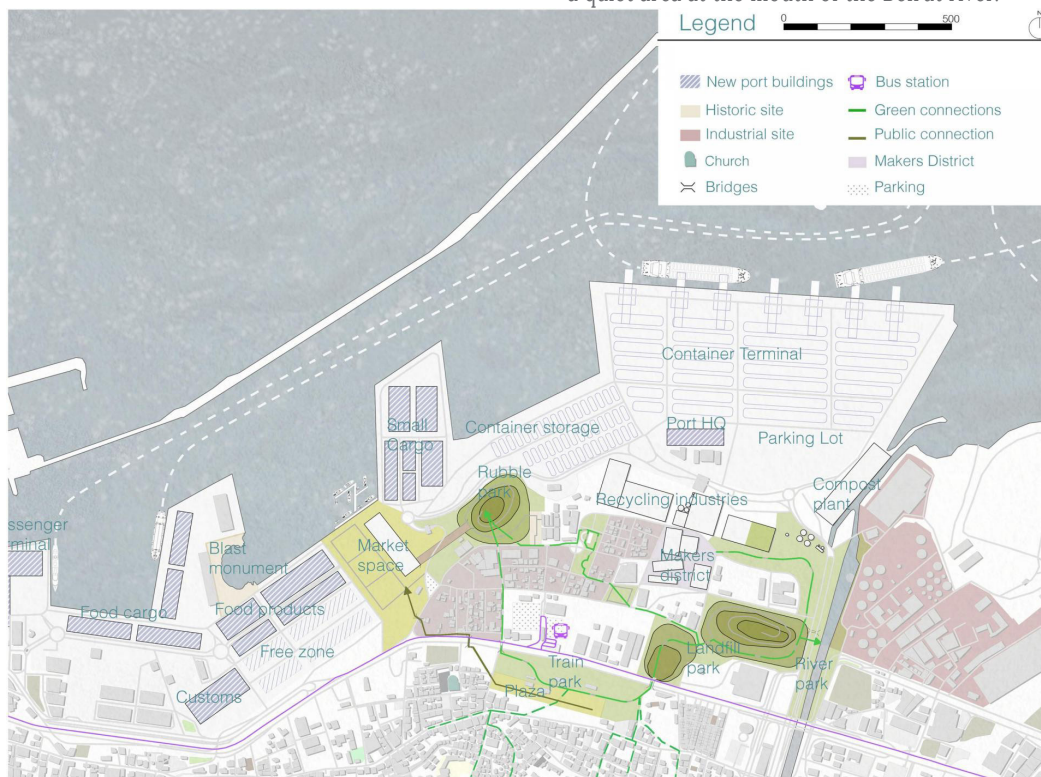 a quiet area at the mouth of the Beirut river.
Legend
0
500
N
New port buildings
Bus station
Historic site
Green connections
Industrial site
Public connection
Church
Makers District
Bridges
Parking
Container Terminal
Small
Cargo
Container storage
Port HQ
Parking Lot
Rubble
park
Recycling industries
Compost
plant
ssenger
rminal
Blast
monument
Market
space
Makers
district
Food cargo
Food products
Free zone
Train
park
Landfill
park
River
park
Customs
Plaza